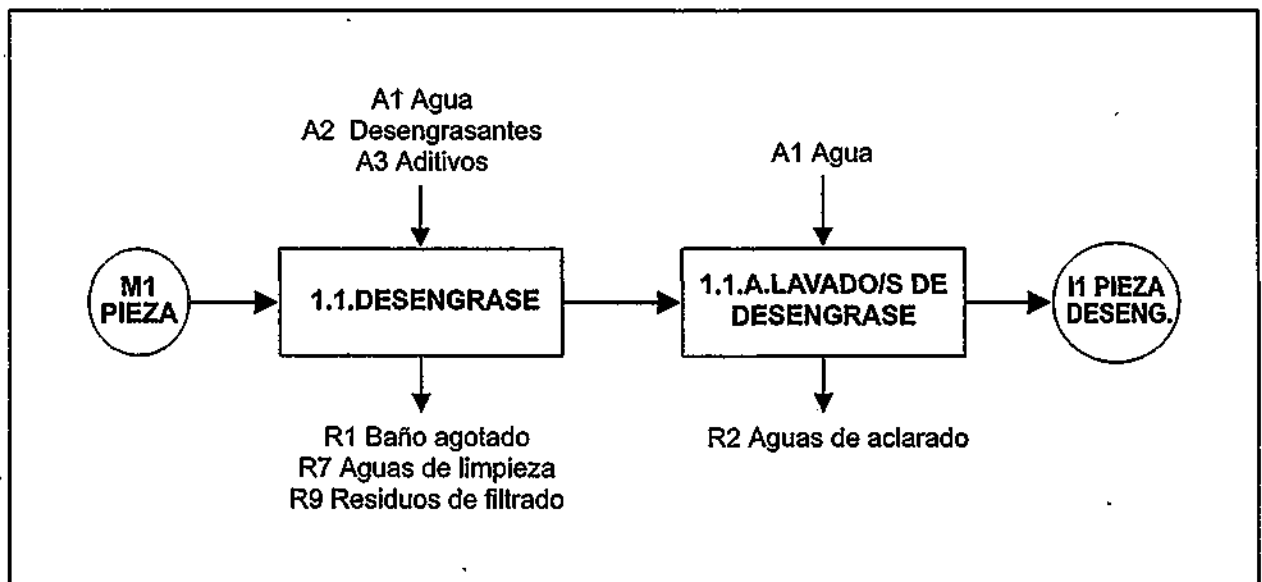 A1 Agua
A2 Desengrasantes
A3 Aditivos
A1 Agua
M1
PIEZA
1.1.DESENGRASE
1.1.A.LAVADO/S DE
DESENGRASE
I1 PIEZA
DESENG.
R1 Baño agotado
R7 Aguas de limpieza
R9 Residuos de filtrado
R2 Aguas de aclarado